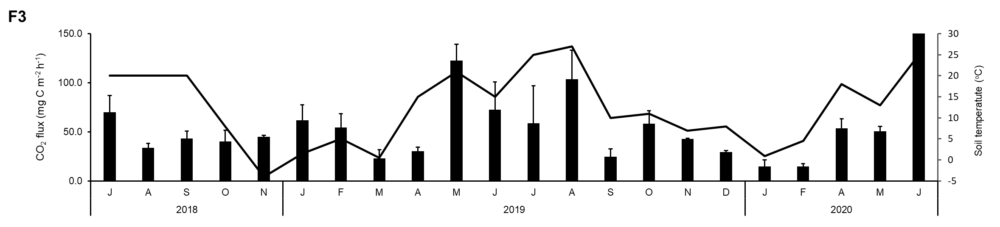 F3
CO2 flux (mg C m-2 h-1)
150.0
100.0
50.0
0.0
30
25
20
15
10
5
0
-5
Soil temperatute (°C)
J A S O N J F M A M J J A S O N D J F A M J
2018 2019 2020